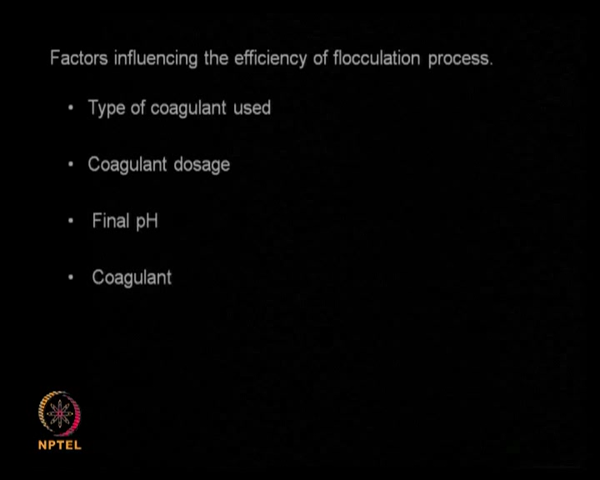 Factors influencing the efficiency of flocculation process.
• Type of coagulant used
• Coagulant dosage
• Final pH
• Coagulant
NPTEL